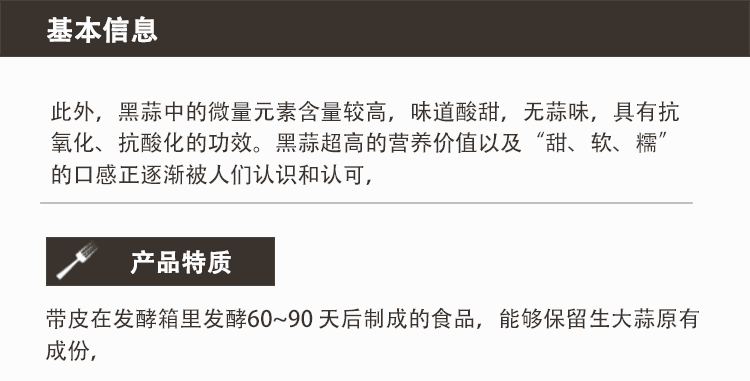 基本信息
此外，黑蒜中的微量元素含量较高，味道酸甜，无蒜味，具有抗
氧化、抗酸化的功效。黑蒜超高的营养价值以及“甜、软、糯”
的口感正逐渐被人们认识和认可，
产品特质
带皮在发酵箱里发酵60~90 天后制成的食品，能够保留生大蒜原有
成份，